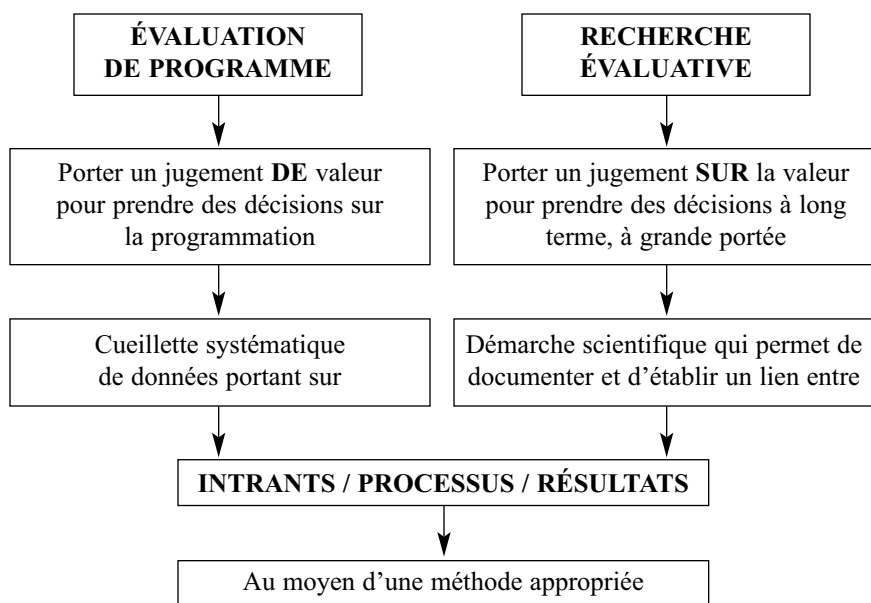 ÉVALUATION
DE PROGRAMME
RECHERCHE
ÉVALUATIVE
Porter un jugement DE valeur
pour prendre des décisions sur
la programmation
Porter un jugement SUR la valeur
pour prendre des décisions à long
terme, à grande portée
Cueillette systématique
de données portant sur
Démarche scientifique qui permet de
documenter et d’établir un lien entre
INTRANTS / PROCESSUS / RÉSULTATS
Au moyen d’une méthode appropriée